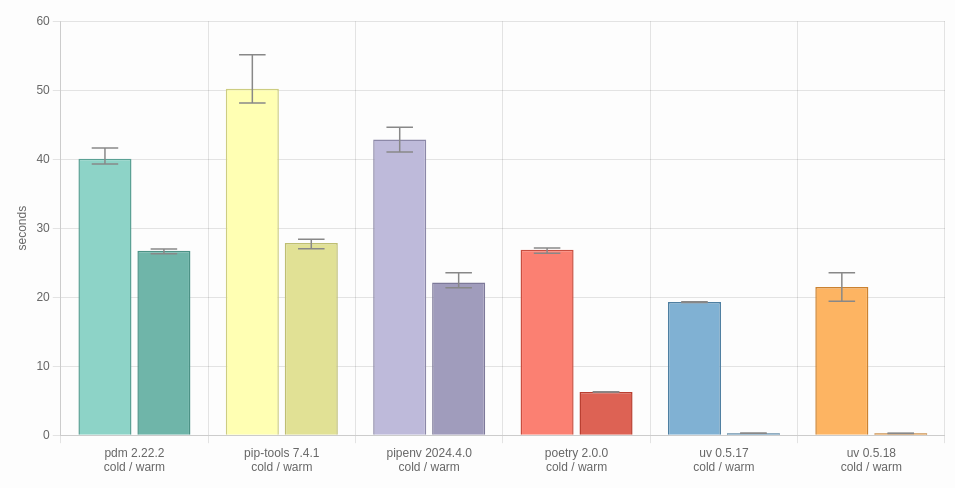 60
50
40
30
20
10
0
seconds
pdm 2.22.2
cold / warm
pip-tools 7.4.1
cold / warm
pipenv 2024.4.0
cold / warm
poetry 2.0.0
cold / warm
uv 0.5.17
cold / warm
uv 0.5.18
cold / warm